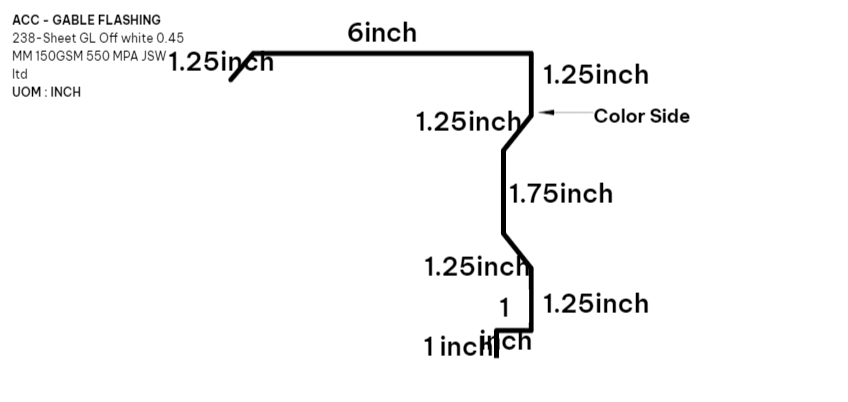 ACC - GABLE FLASHING
238-Sheet GL Off white 0.45
MM 150GSM 550 MPA JSW
ltd
UOM : INCH
6inch
1.25inch
1.25inch
1.25inch
Color Side
1.75inch
1.25inch
1.25inch
1
inch
1 inch